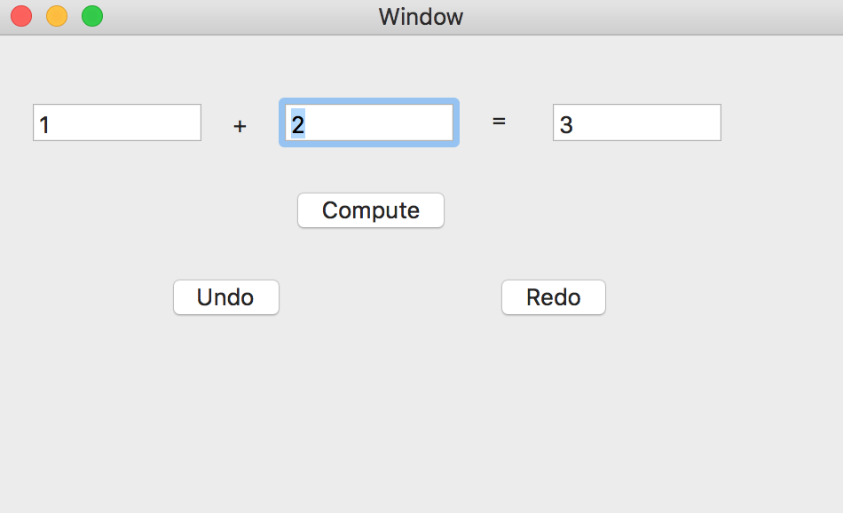 Window
1 + 2 = 3
Compute
Undo Redo